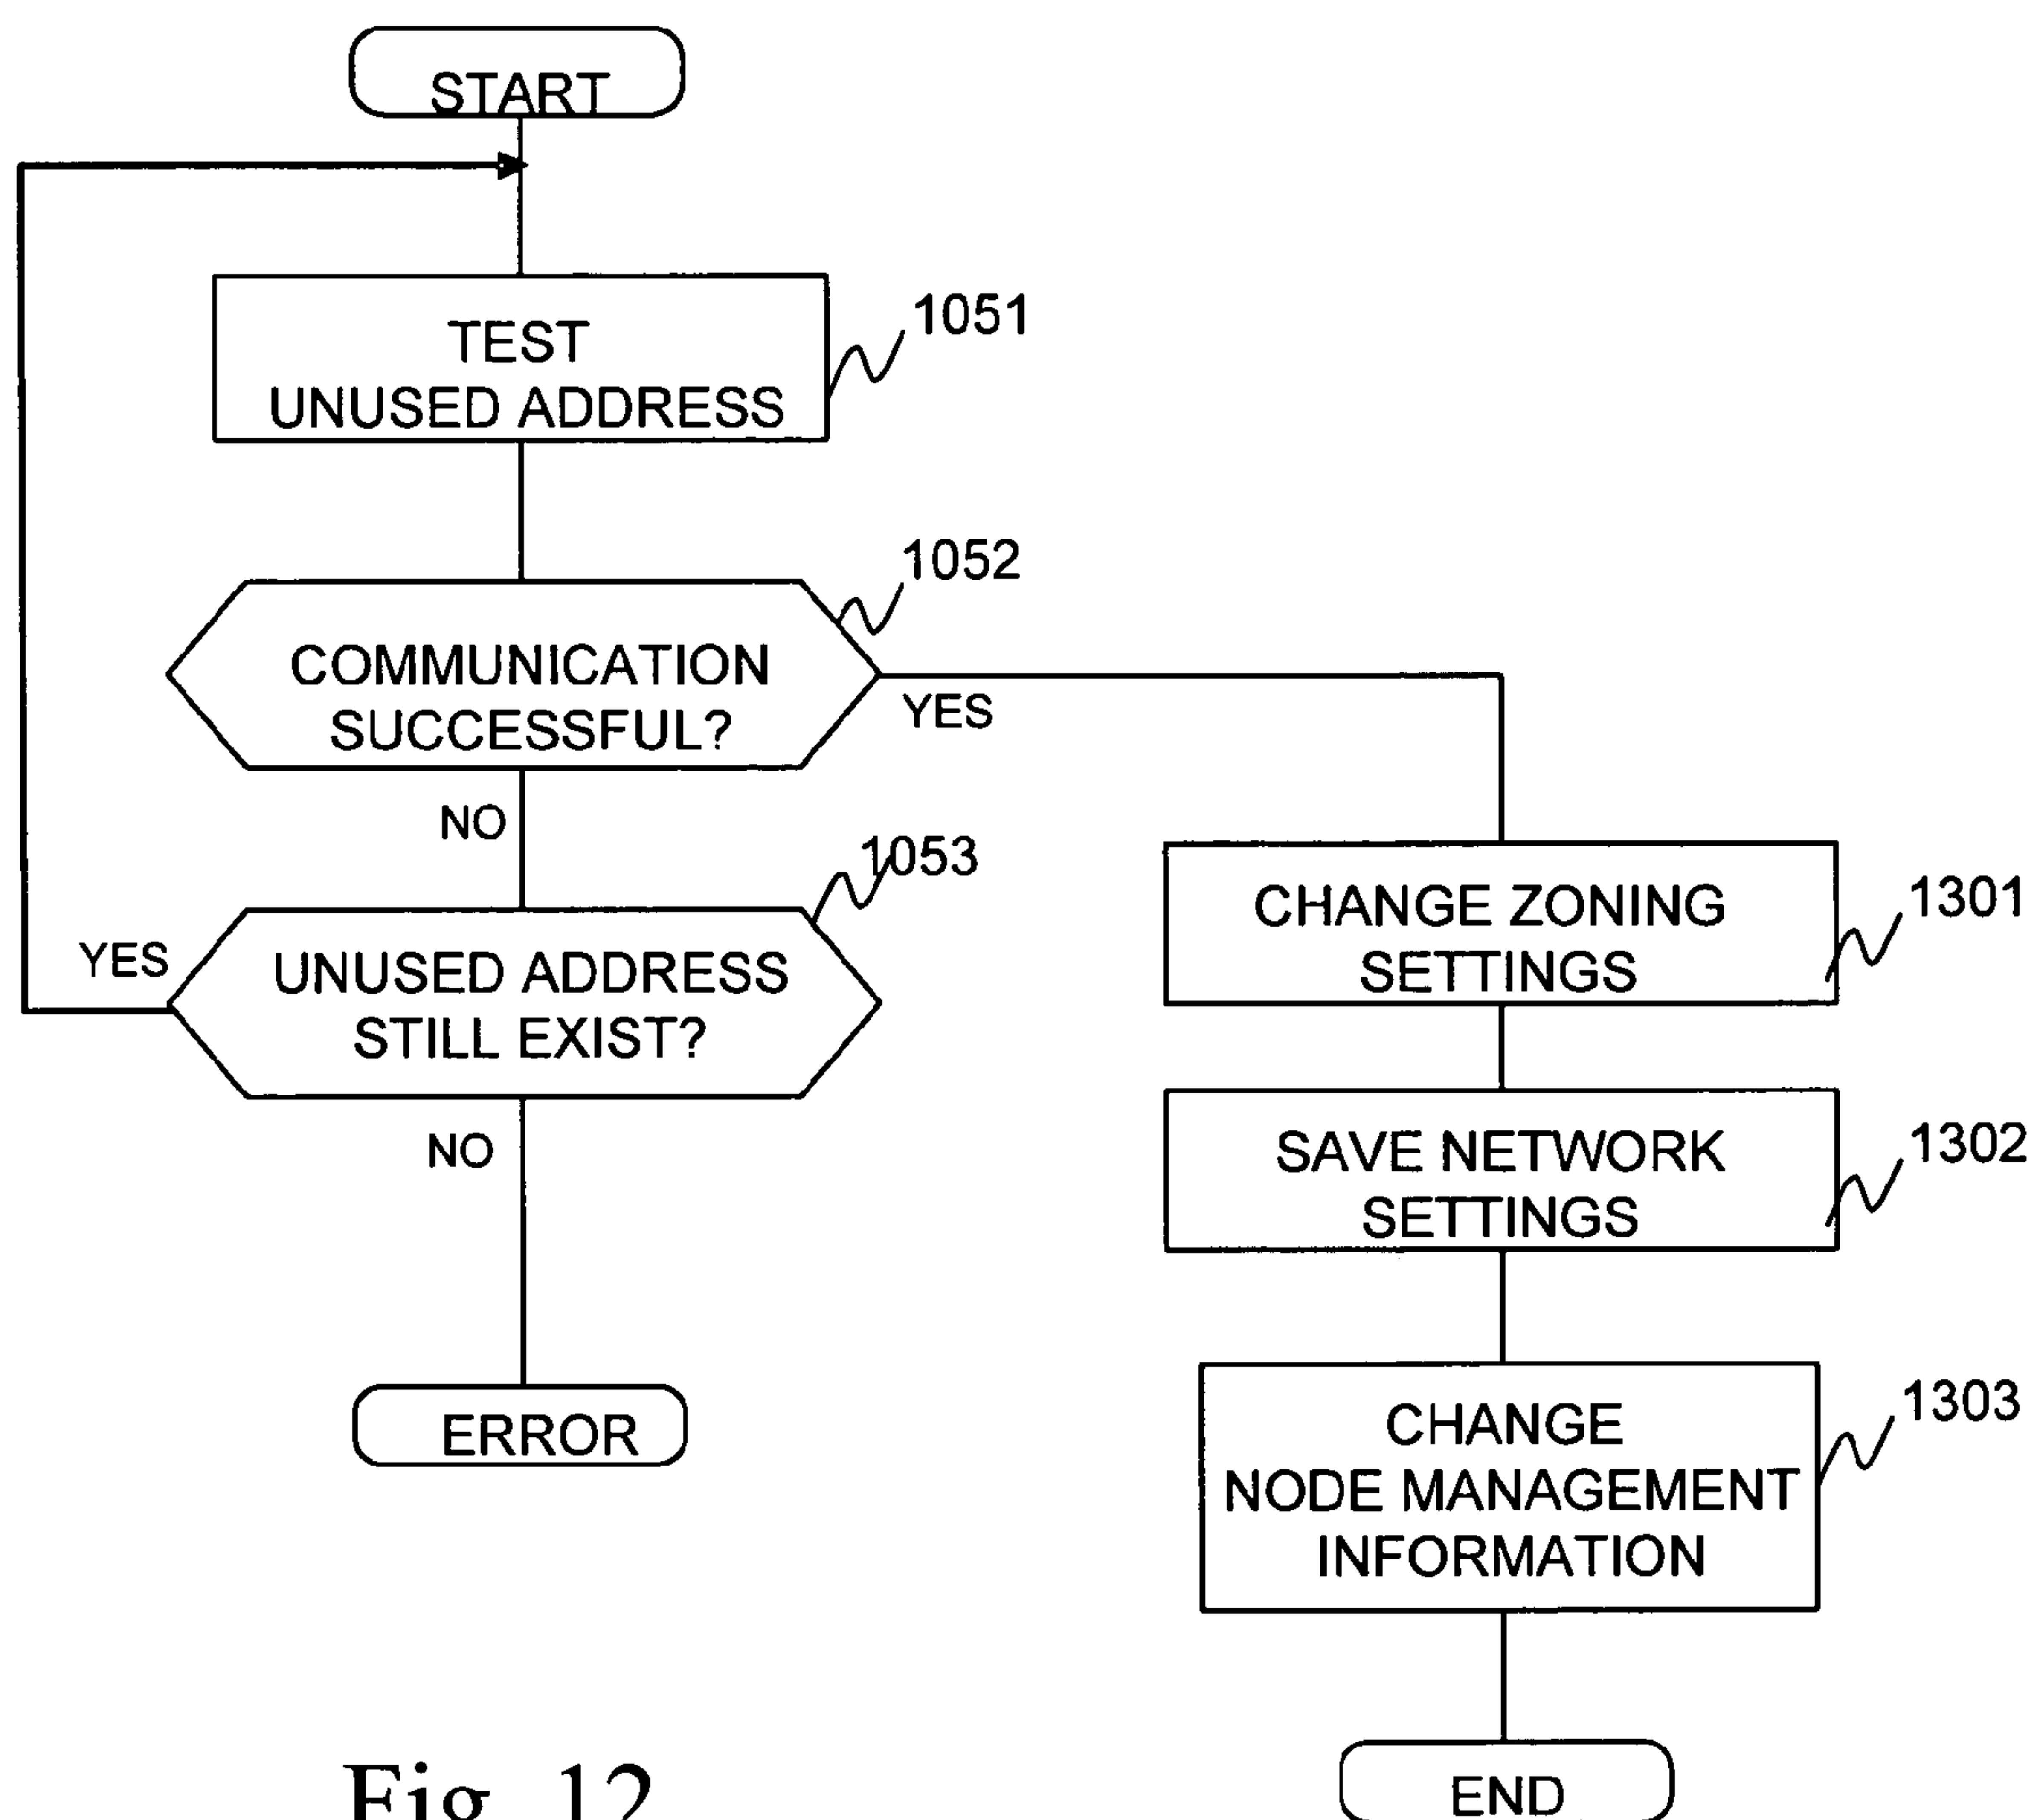 START
TEST
UNUSED ADDRESS
1051
COMMUNICATION
SUCCESSFUL?
1052
YES
NO
1053
UNUSED ADDRESS
STILL EXIST?
YES
NO
ERROR
CHANGE ZONING
SETTINGS
1301
SAVE NETWORK
SETTINGS
1302
CHANGE
NODE MANAGEMENT
INFORMATION
1303
END
Fig. 12